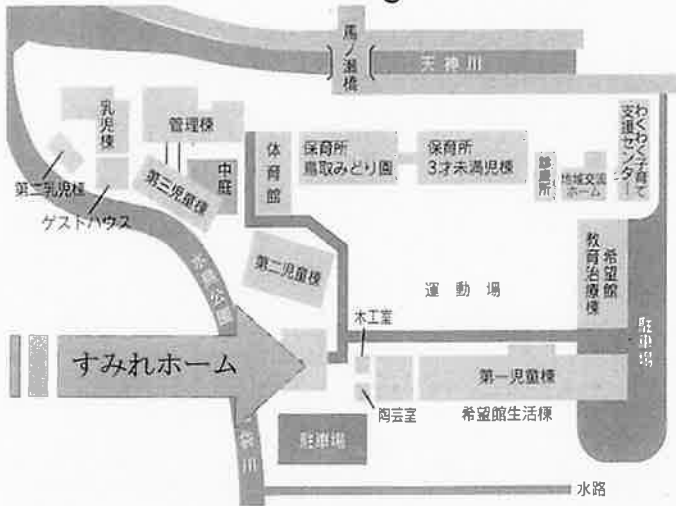 馬ノ瀬橋
天神川
乳児棟
管理棟
体育館
保育所
鳥取みどり園
保育所
3才未満児棟
診療所
地域交流
ホーム
わくわく子育て
支援センター
第二乳児棟
ゲストハウス
第三児童棟
中庭
第二児童棟
水車公園
運動場
希望館
教育治療棟
駐車場
木工室
すみれホーム
第一児童棟
陶芸室
希望館生活棟
駐車場
水路